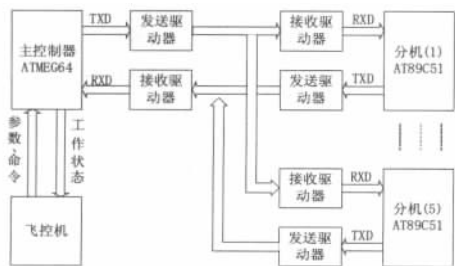 主控制器
ATMEG64
TXD
发送驱
动器
接收驱
动器
RXD
分机(1)
AT89C51
RXD
接收驱
动器
发送驱
动器
TXD
参数、命令
工作状态
飞控机
接收驱
动器
RXD
分机(5)
AT89C51
发送驱
动器
TXD